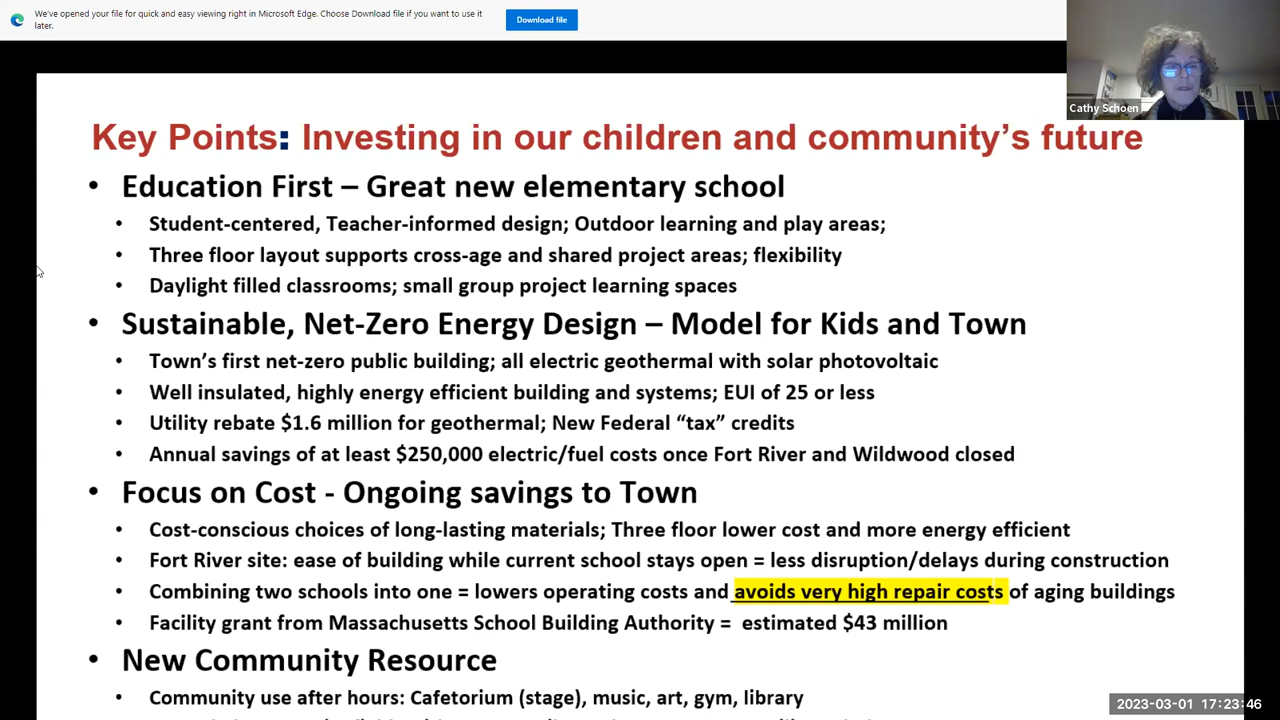 We've opened your file for quick and easy viewing right in Microsoft Edge. Choose Download file if you want to use it
later.
Download file
Cathy Schoen
Key Points: Investing in our children and community's future
• Education First – Great new elementary school
• Student-centered, Teacher-informed design; Outdoor learning and play areas;
• Three floor layout supports cross-age and shared project areas; flexibility
• Daylight filled classrooms; small group project learning spaces
• Sustainable, Net-Zero Energy Design – Model for Kids and Town
• Town's first net-zero public building; all electric geothermal with solar photovoltaic
• Well insulated, highly energy efficient building and systems; EUI of 25 or less
• Utility rebate $1.6 million for geothermal; New Federal “tax” credits
• Annual savings of at least $250,000 electric/fuel costs once Fort River and Wildwood closed
• Focus on Cost - Ongoing savings to Town
• Cost-conscious choices of long-lasting materials; Three floor lower cost and more energy efficient
• Fort River site: ease of building while current school stays open = less disruption/delays during construction
• Combining two schools into one = lowers operating costs and avoids very high repair costs of aging buildings
• Facility grant from Massachusetts School Building Authority = estimated $43 million
• New Community Resource
• Community use after hours: Cafetorium (stage), music, art, gym, library
2023-03-01 17:23:46